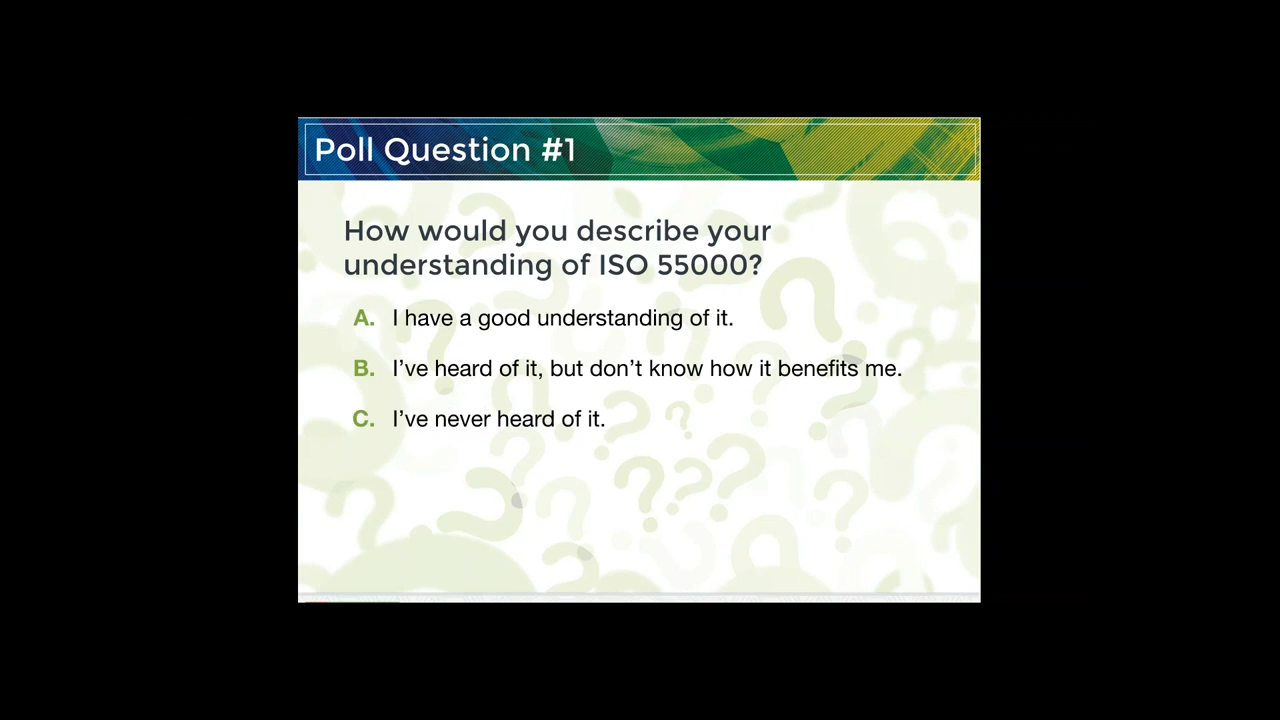 Poll Question #1
How would you describe your
understanding of ISO 55000?
A. I have a good understanding of it.
B. I’ve heard of it, but don’t know how it benefits me.
C. I’ve never heard of it.